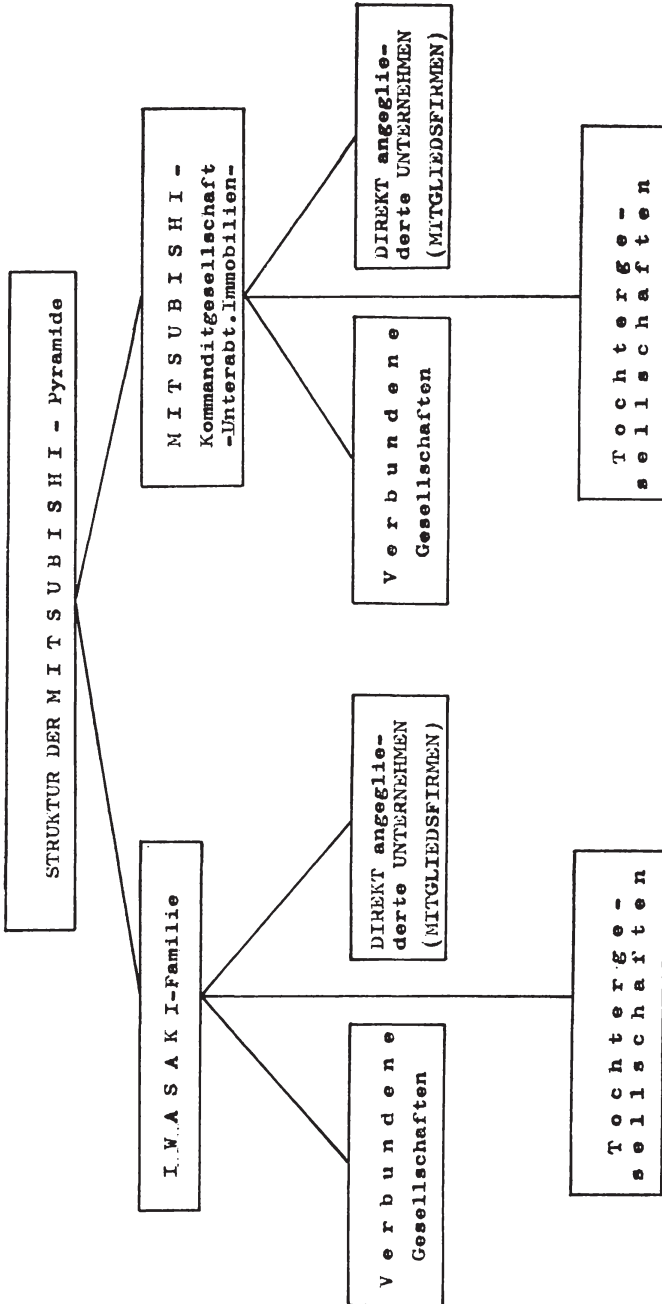 STRUKTUR DER M I T S U B I S H I - Pyramide
I W A S A K I-Familie
M I T S U B I S H I -
Kommanditgesellschaft
-Unterabt.Immobilien-
V e r b u n d e n e
Gesellschaften
DIREKT angeglie-
derte UNTERNEHMEN
(MITGLIEDSFIRMEN)
V e r b u n d e n e
Gesellschaften
DIREKT angeglie-
derte UNTERNEHMEN
(MITGLIEDSFIRMEN)
T o c h t e r g e -
s e l l s c h a f t e n
T o c h t e r g e -
s e l l s c h a f t e n